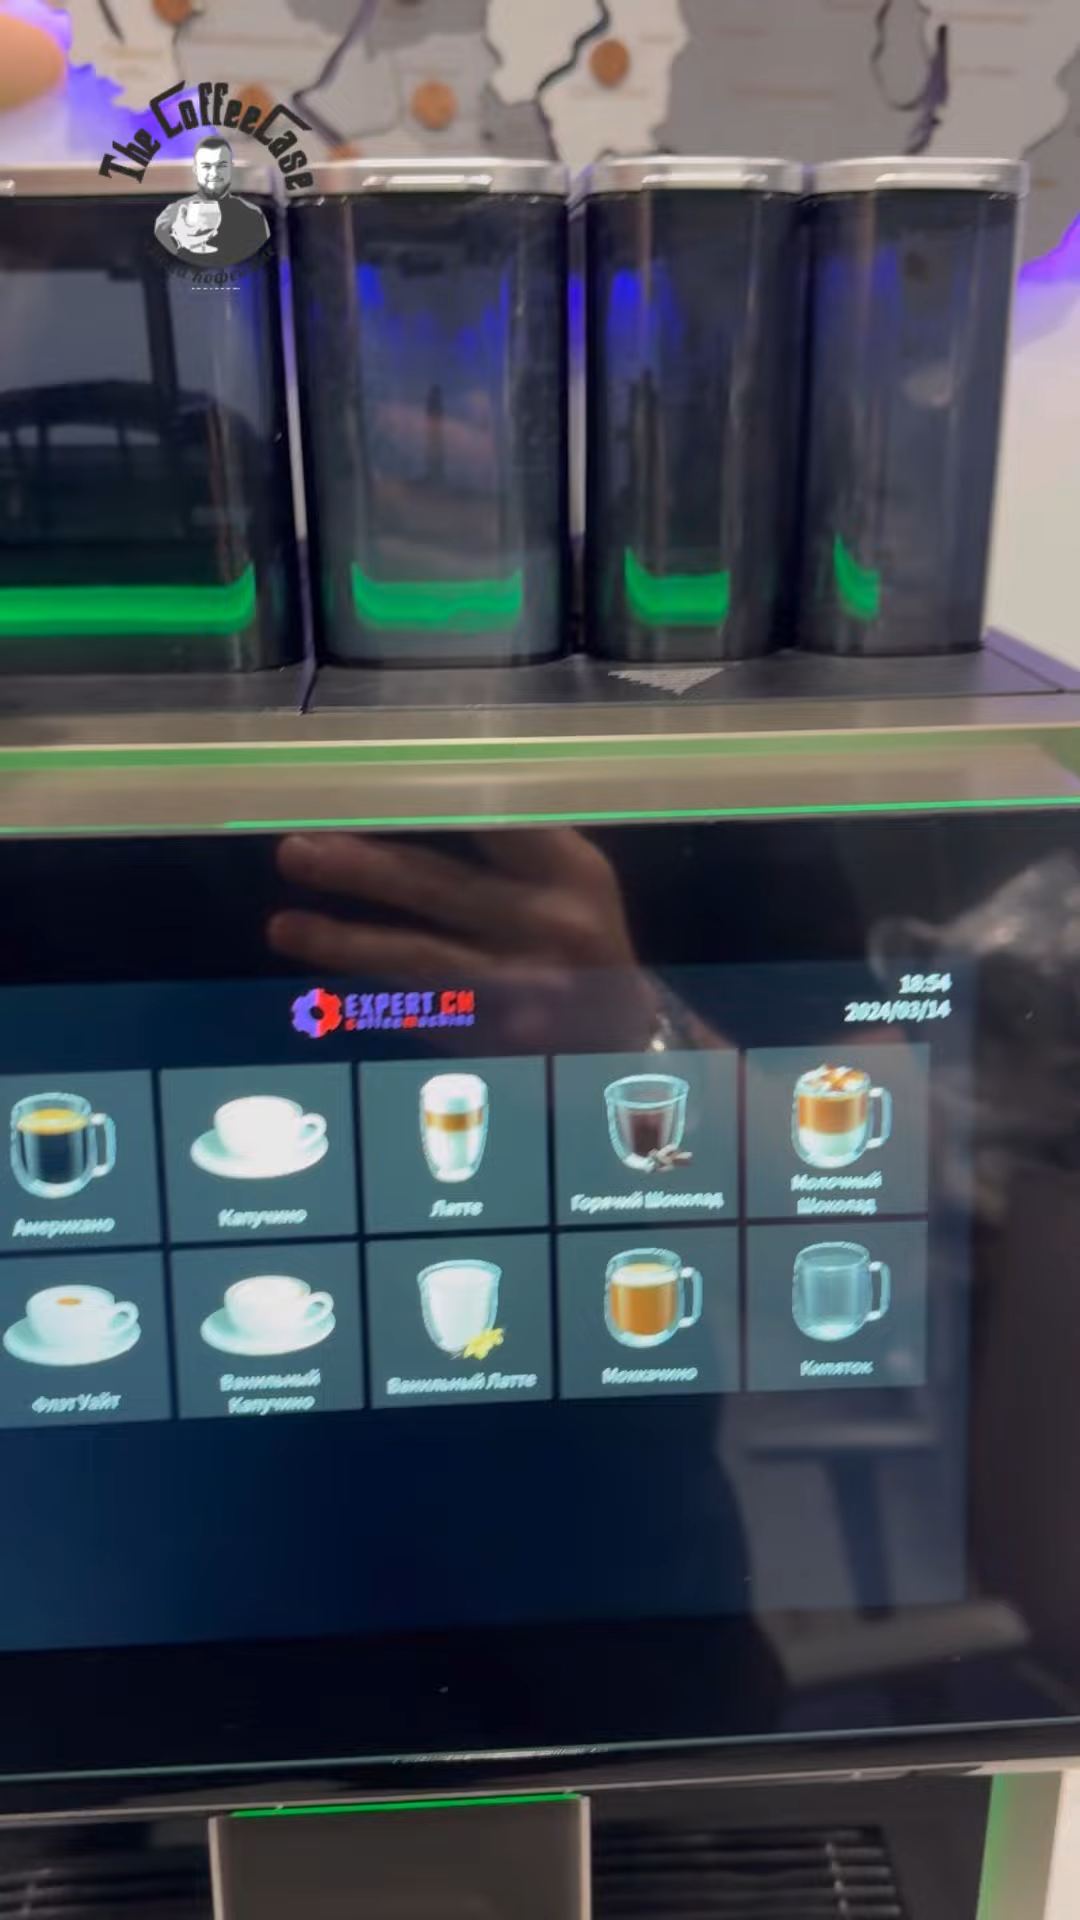 The CoffeeCase
EXPERT CM
CoffeeMachine
18:54
2024/03/14
Американо
Капучино
Латте
Горячий Шоколад
Молочный
Шоколад
Флэт Уайт
Ванильный
Капучино
Ванильный Латте
Моккачино
Кипяток